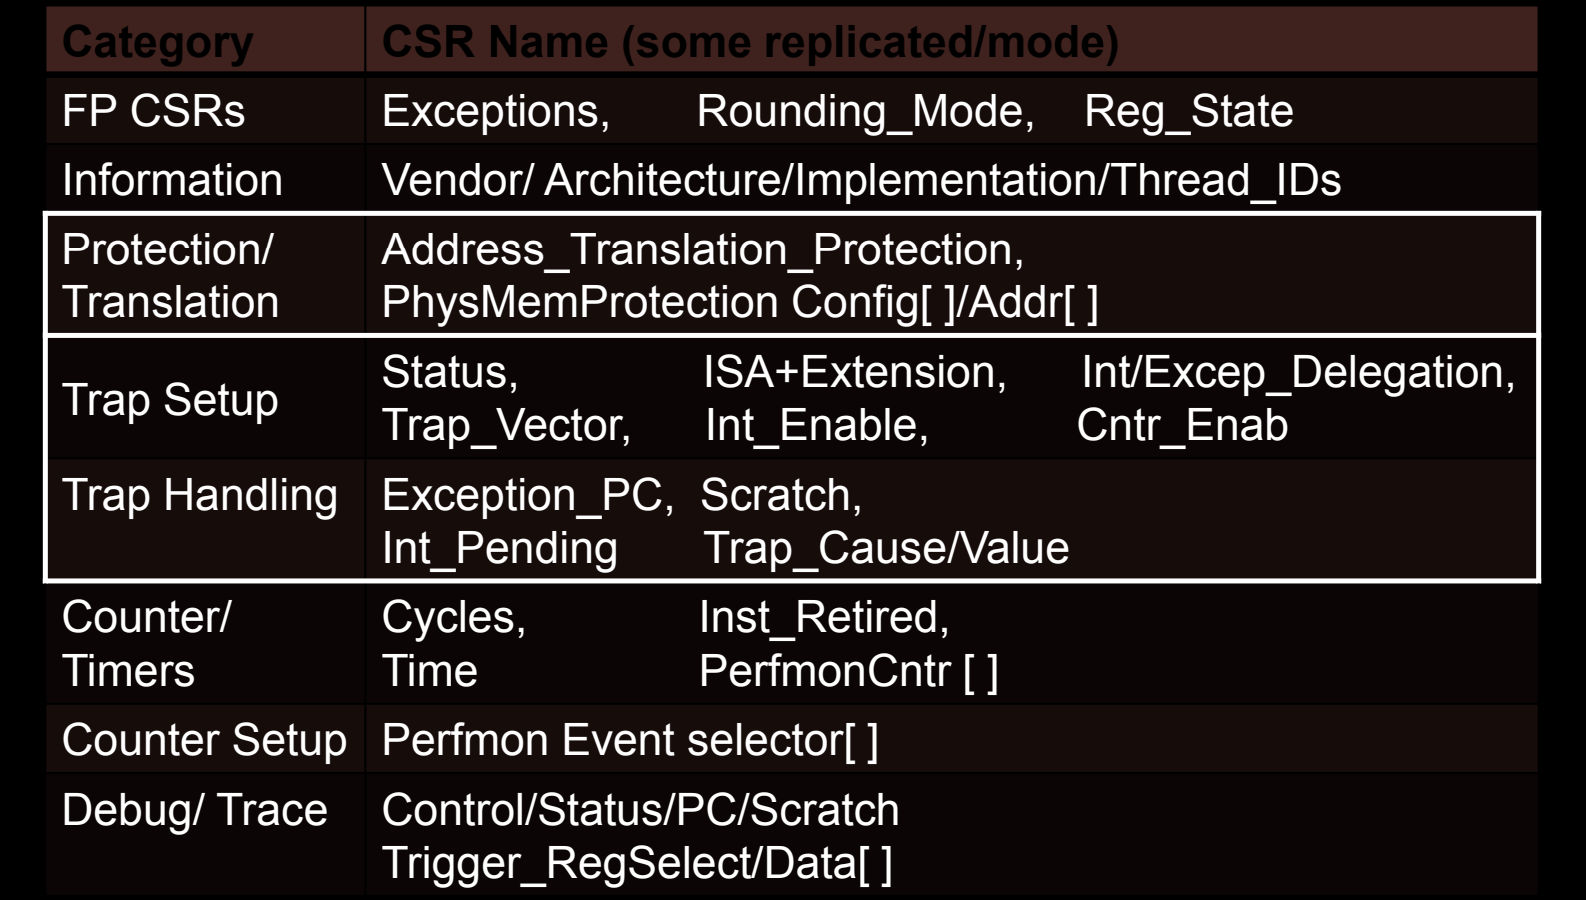 Category CSR Name (some replicated/mode)
FP CSRs Exceptions, Rounding_Mode, Reg_State
Information Vendor/ Architecture/Implementation/Thread_IDs
Protection/ Address_Translation_Protection,
Translation PhysMemProtection Config[ ]/Addr[ ]
Trap Setup
Status, ISA+Extension, Int/Excep_Delegation,
Trap_Vector, Int_Enable, Cntr_Enab
Trap Handling Exception_PC, Scratch,
Int_Pending Trap_Cause/Value
Counter/ Cycles, Inst_Retired,
Timers Time PerfmonCntr [ ]
Counter Setup Perfmon Event selector[ ]
Debug/ Trace Control/Status/PC/Scratch
Trigger_RegSelect/Data[ ]